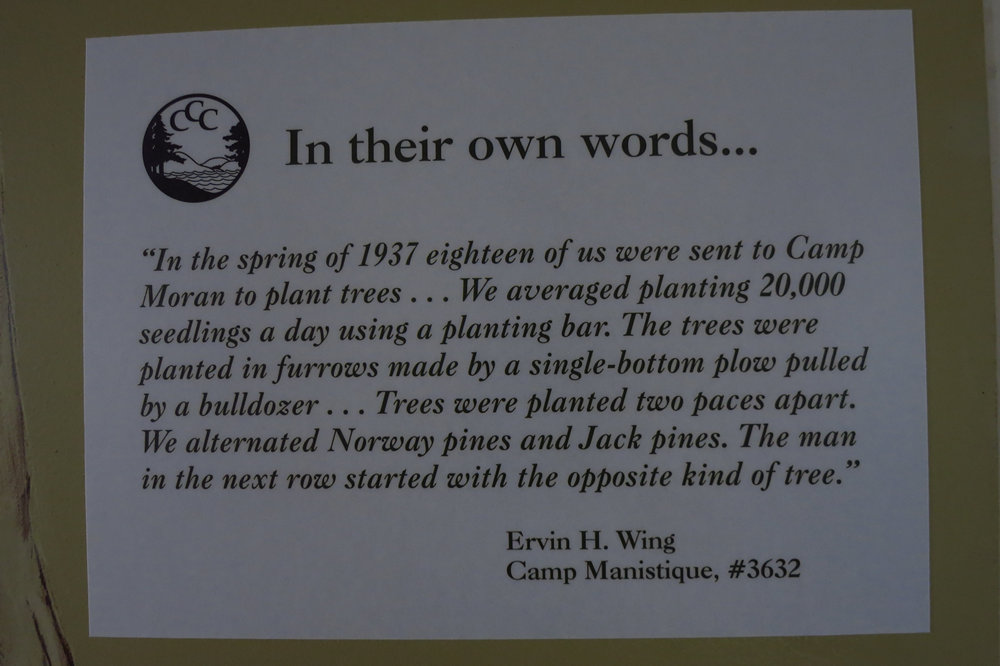 CCC
In their own words...
“In the spring of 1937 eighteen of us were sent to Camp
Moran to plant trees . . . We averaged planting 20,000
seedlings a day using a planting bar. The trees were
planted in furrows made by a single-bottom plow pulled
by a bulldozer . . . Trees were planted two paces apart.
We alternated Norway pines and Jack pines. The man
in the next row started with the opposite kind of tree.”
Ervin H. Wing
Camp Manistique, #3632